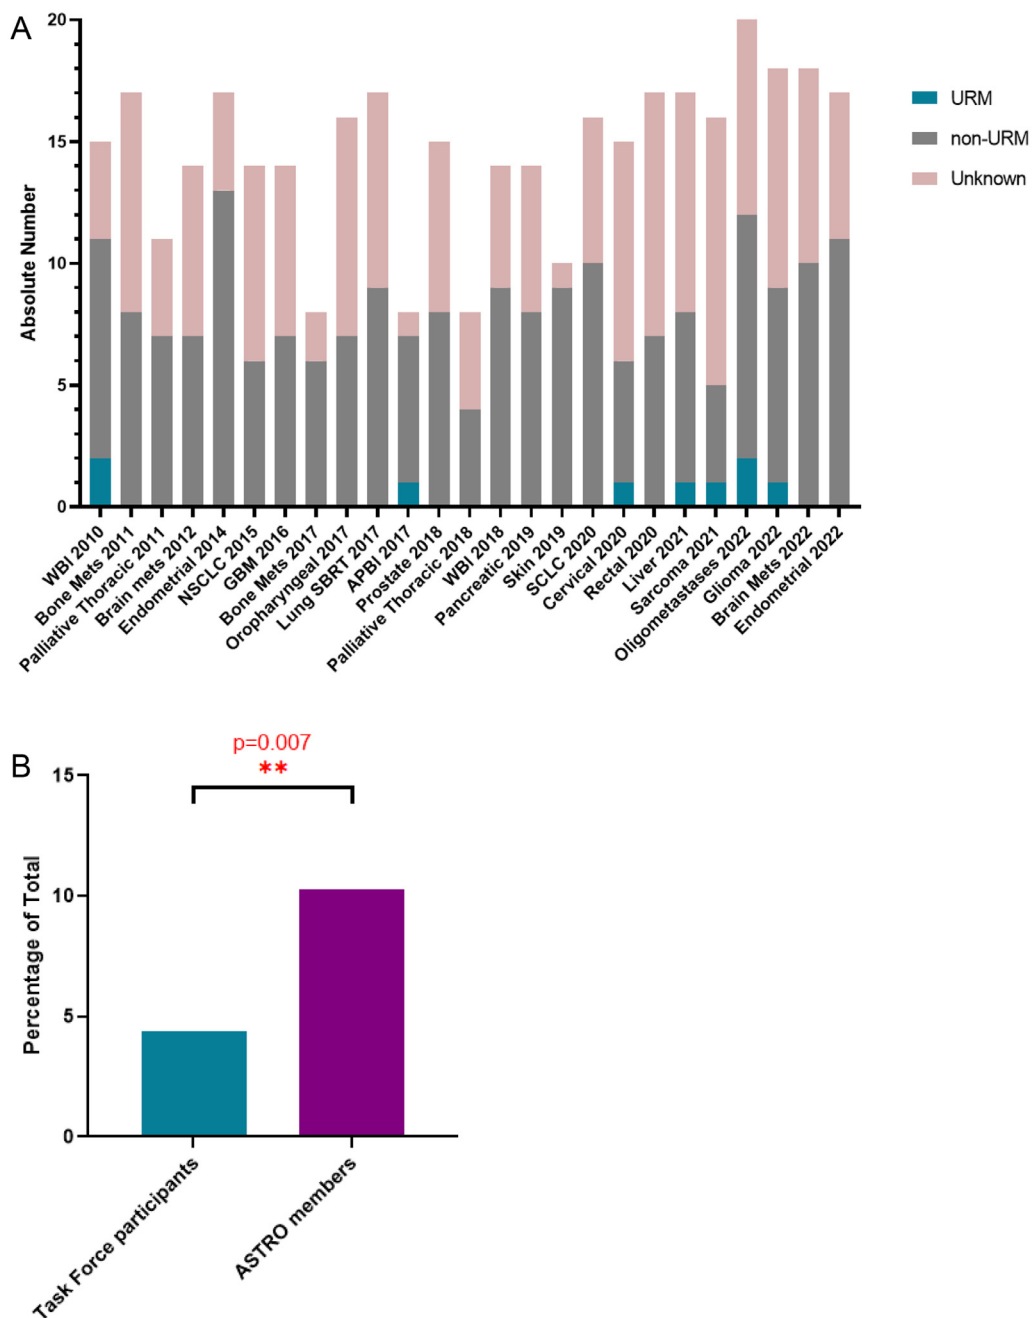 A
20
15
10
5
0
Absolute Number
URM
non-URM
Unknown
WBI 2010
Bone Mets 2011
Palliative Thoracic 2011
Brain mets 2012
Endometrial 2014
NSCLC 2015
GBM 2016
Bone Mets 2017
Oropharyngeal 2017
Lung SBRT 2017
APBI 2017
Prostate 2018
Palliative Thoracic 2018
WBI 2018
Pancreatic 2019
Skin 2019
SCLC 2020
Cervical 2020
Rectal 2020
Liver 2021
Sarcoma 2021
Oligometastases 2022
Glioma 2022
Brain Mets 2022
Endometrial 2022
B
p=0.007
**
15
10
5
0
Percentage of Total
Task Force participants
ASTRO members